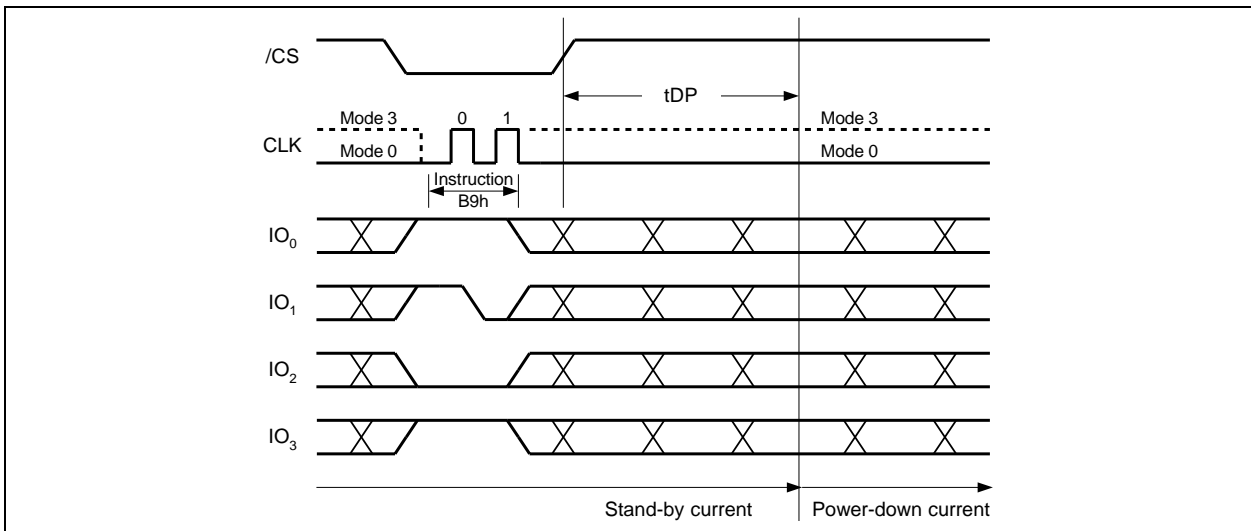 /CS
tDP
Mode 3 0 1 Mode 3
CLK
Mode 0 Mode 0
Instruction
B9h
IO0
IO1
IO2
IO3
Stand-by current Power-down current